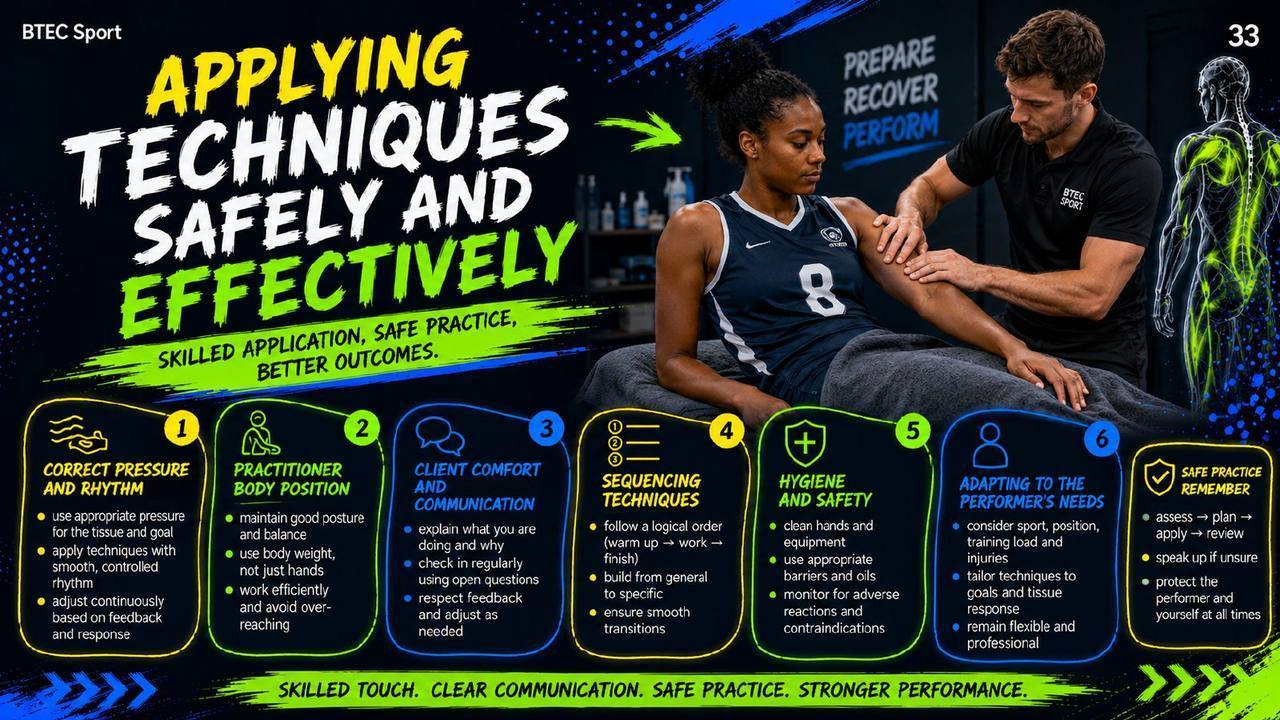 BTEC Sport
33
APPLYING
TECHNIQUES
SAFELY AND
EFFECTIVELY
SKILLED APPLICATION, SAFE PRACTICE,
BETTER OUTCOMES.
PREPARE
RECOVER
PERFORM
BTEC
SPORT
8
1
CORRECT PRESSURE
AND RHYTHM
• use appropriate pressure
for the tissue and goal
• apply techniques with
smooth, controlled
rhythm
• adjust continuously
based on feedback
and response
2
PRACTITIONER
BODY POSITION
• maintain good posture
and balance
• use body weight,
not just hands
• work efficiently
and avoid over-
reaching
3
CLIENT COMFORT
AND
COMMUNICATION
• explain what you are
doing and why
• check in regularly
using open questions
• respect feedback
and adjust as
needed
1
2
3
4
SEQUENCING
TECHNIQUES
• follow a logical order
(warm up → work →
finish)
• build from general
to specific
• ensure smooth
transitions
5
HYGIENE
AND SAFETY
• clean hands and
equipment
• use appropriate
barriers and oils
• monitor for adverse
reactions and
contraindications
6
ADAPTING TO THE
PERFORMER'S NEEDS
• consider sport, position,
training load and
injuries
• tailor techniques to
goals and tissue
response
• remain flexible and
professional
SAFE PRACTICE
REMEMBER
• assess → plan →
apply → review
• speak up if unsure
• protect the
performer and
yourself at all times
SKILLED TOUCH. CLEAR COMMUNICATION. SAFE PRACTICE. STRONGER PERFORMANCE.